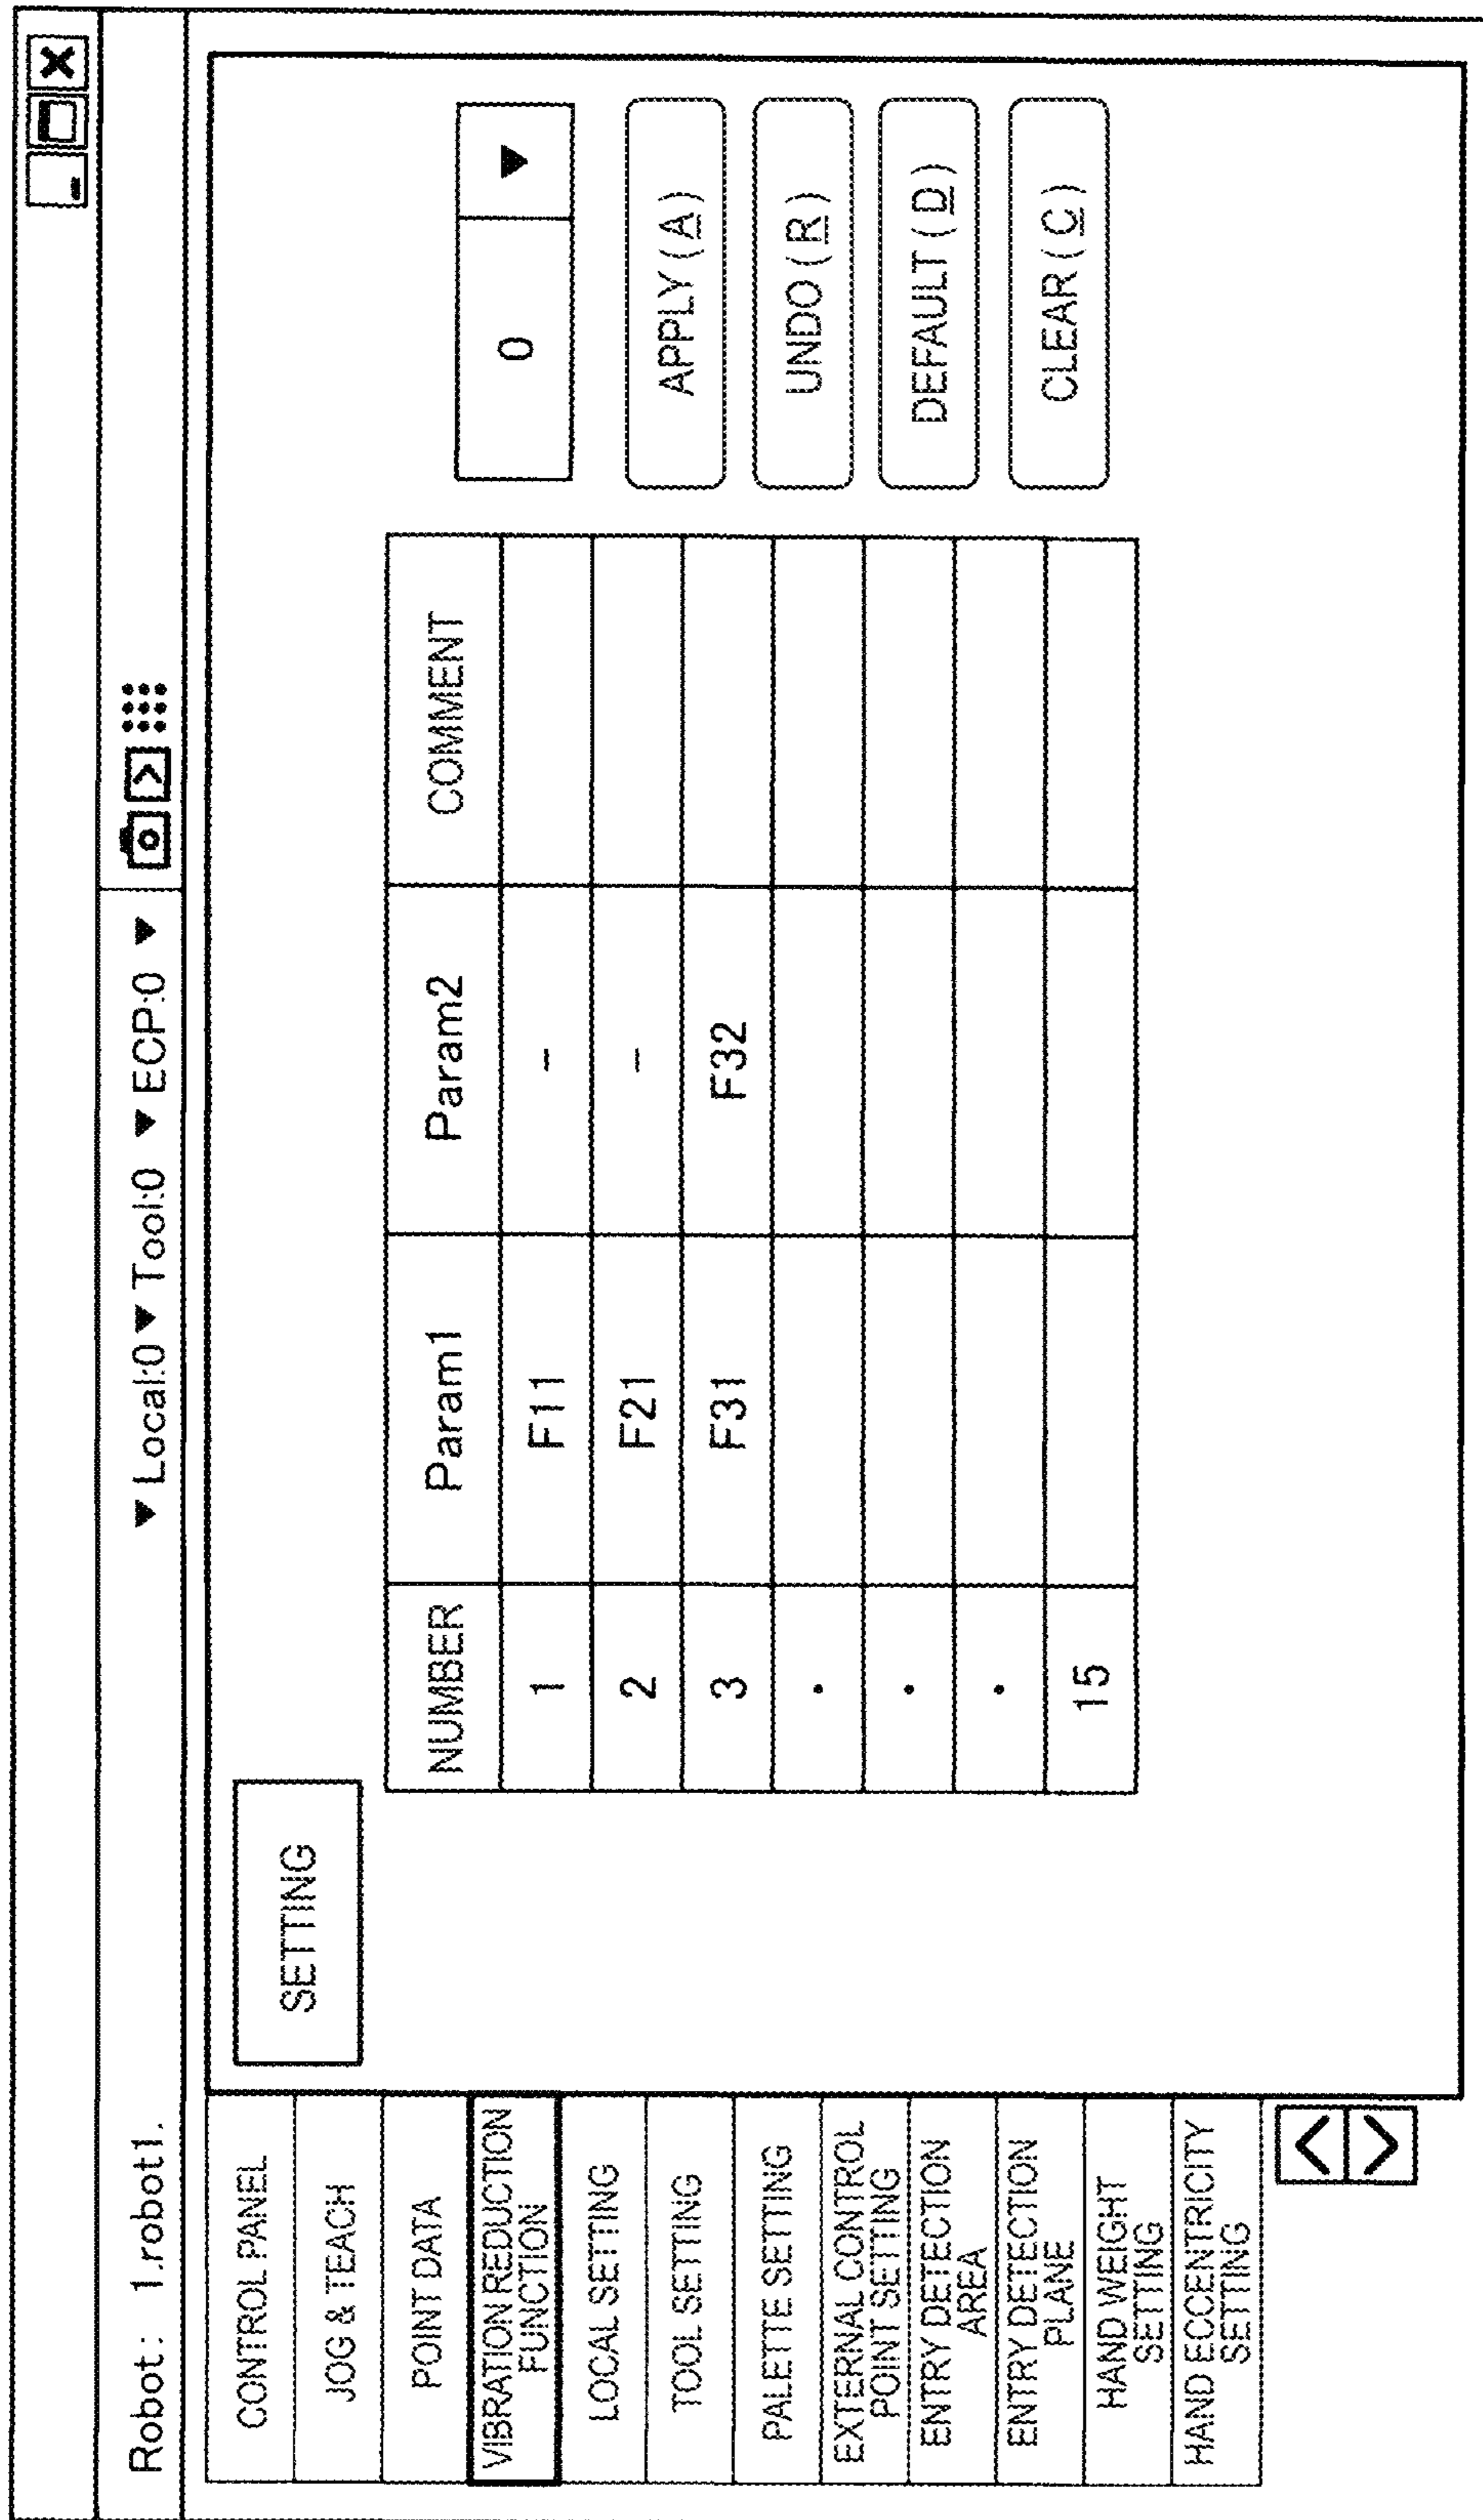 Robot: 1.robot1.
▼ Local:0 ▼ Tool:0 ▼ ECP:0 ▼
CONTROL PANEL
JOG & TEACH
POINT DATA
VIBRATION REDUCTION
FUNCTION
LOCAL SETTING
TOOL SETTING
PALETTE SETTING
EXTERNAL CONTROL
POINT SETTING
ENTRY DETECTION
AREA
ENTRY DETECTION
PLANE
HAND WEIGHT
SETTING
HAND ECCENTRICITY
SETTING
SETTING
NUMBER Param1 Param2 COMMENT
1 F11 -
2 F21 -
3 F31 F32
.
.
.
15
0 ▼
APPLY (A)
UNDO (R)
DEFAULT (D)
CLEAR (C)